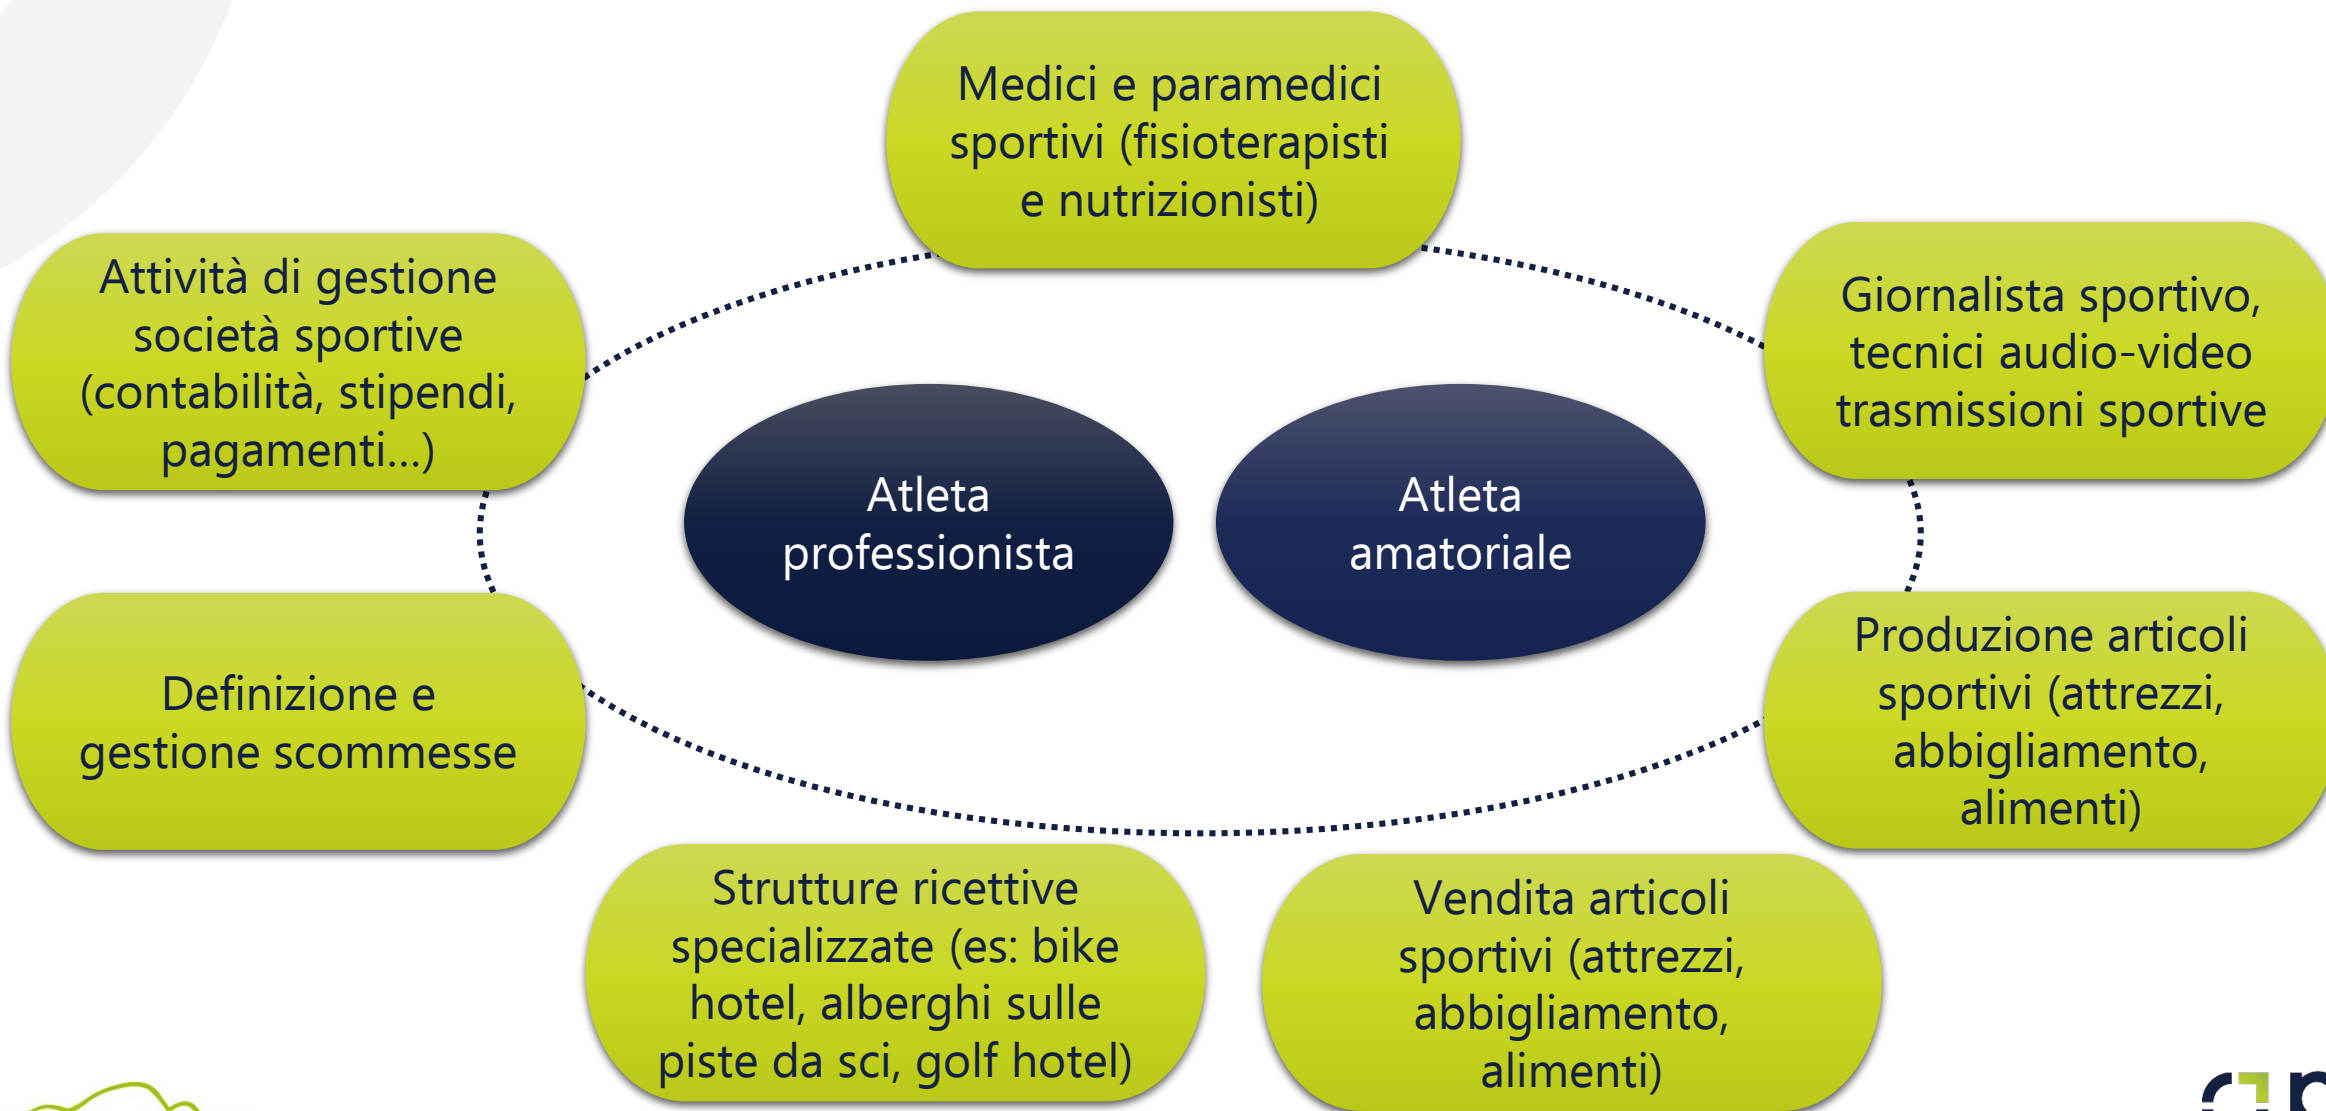 Medici e paramedici
sportivi (fisioterapisti
e nutrizionisti)
Attività di gestione
società sportive
(contabilità, stipendi,
pagamenti...)
Giornalista sportivo,
tecnici audio-video
trasmissioni sportive
Atleta
professionista
Atleta
amatoriale
Definizione e
gestione scommesse
Produzione articoli
sportivi (attrezzi,
abbigliamento,
alimenti)
Strutture ricettive
specializzate (es: bike
hotel, alberghi sulle
piste da sci, golf hotel)
Vendita articoli
sportivi (attrezzi,
abbigliamento,
alimenti)